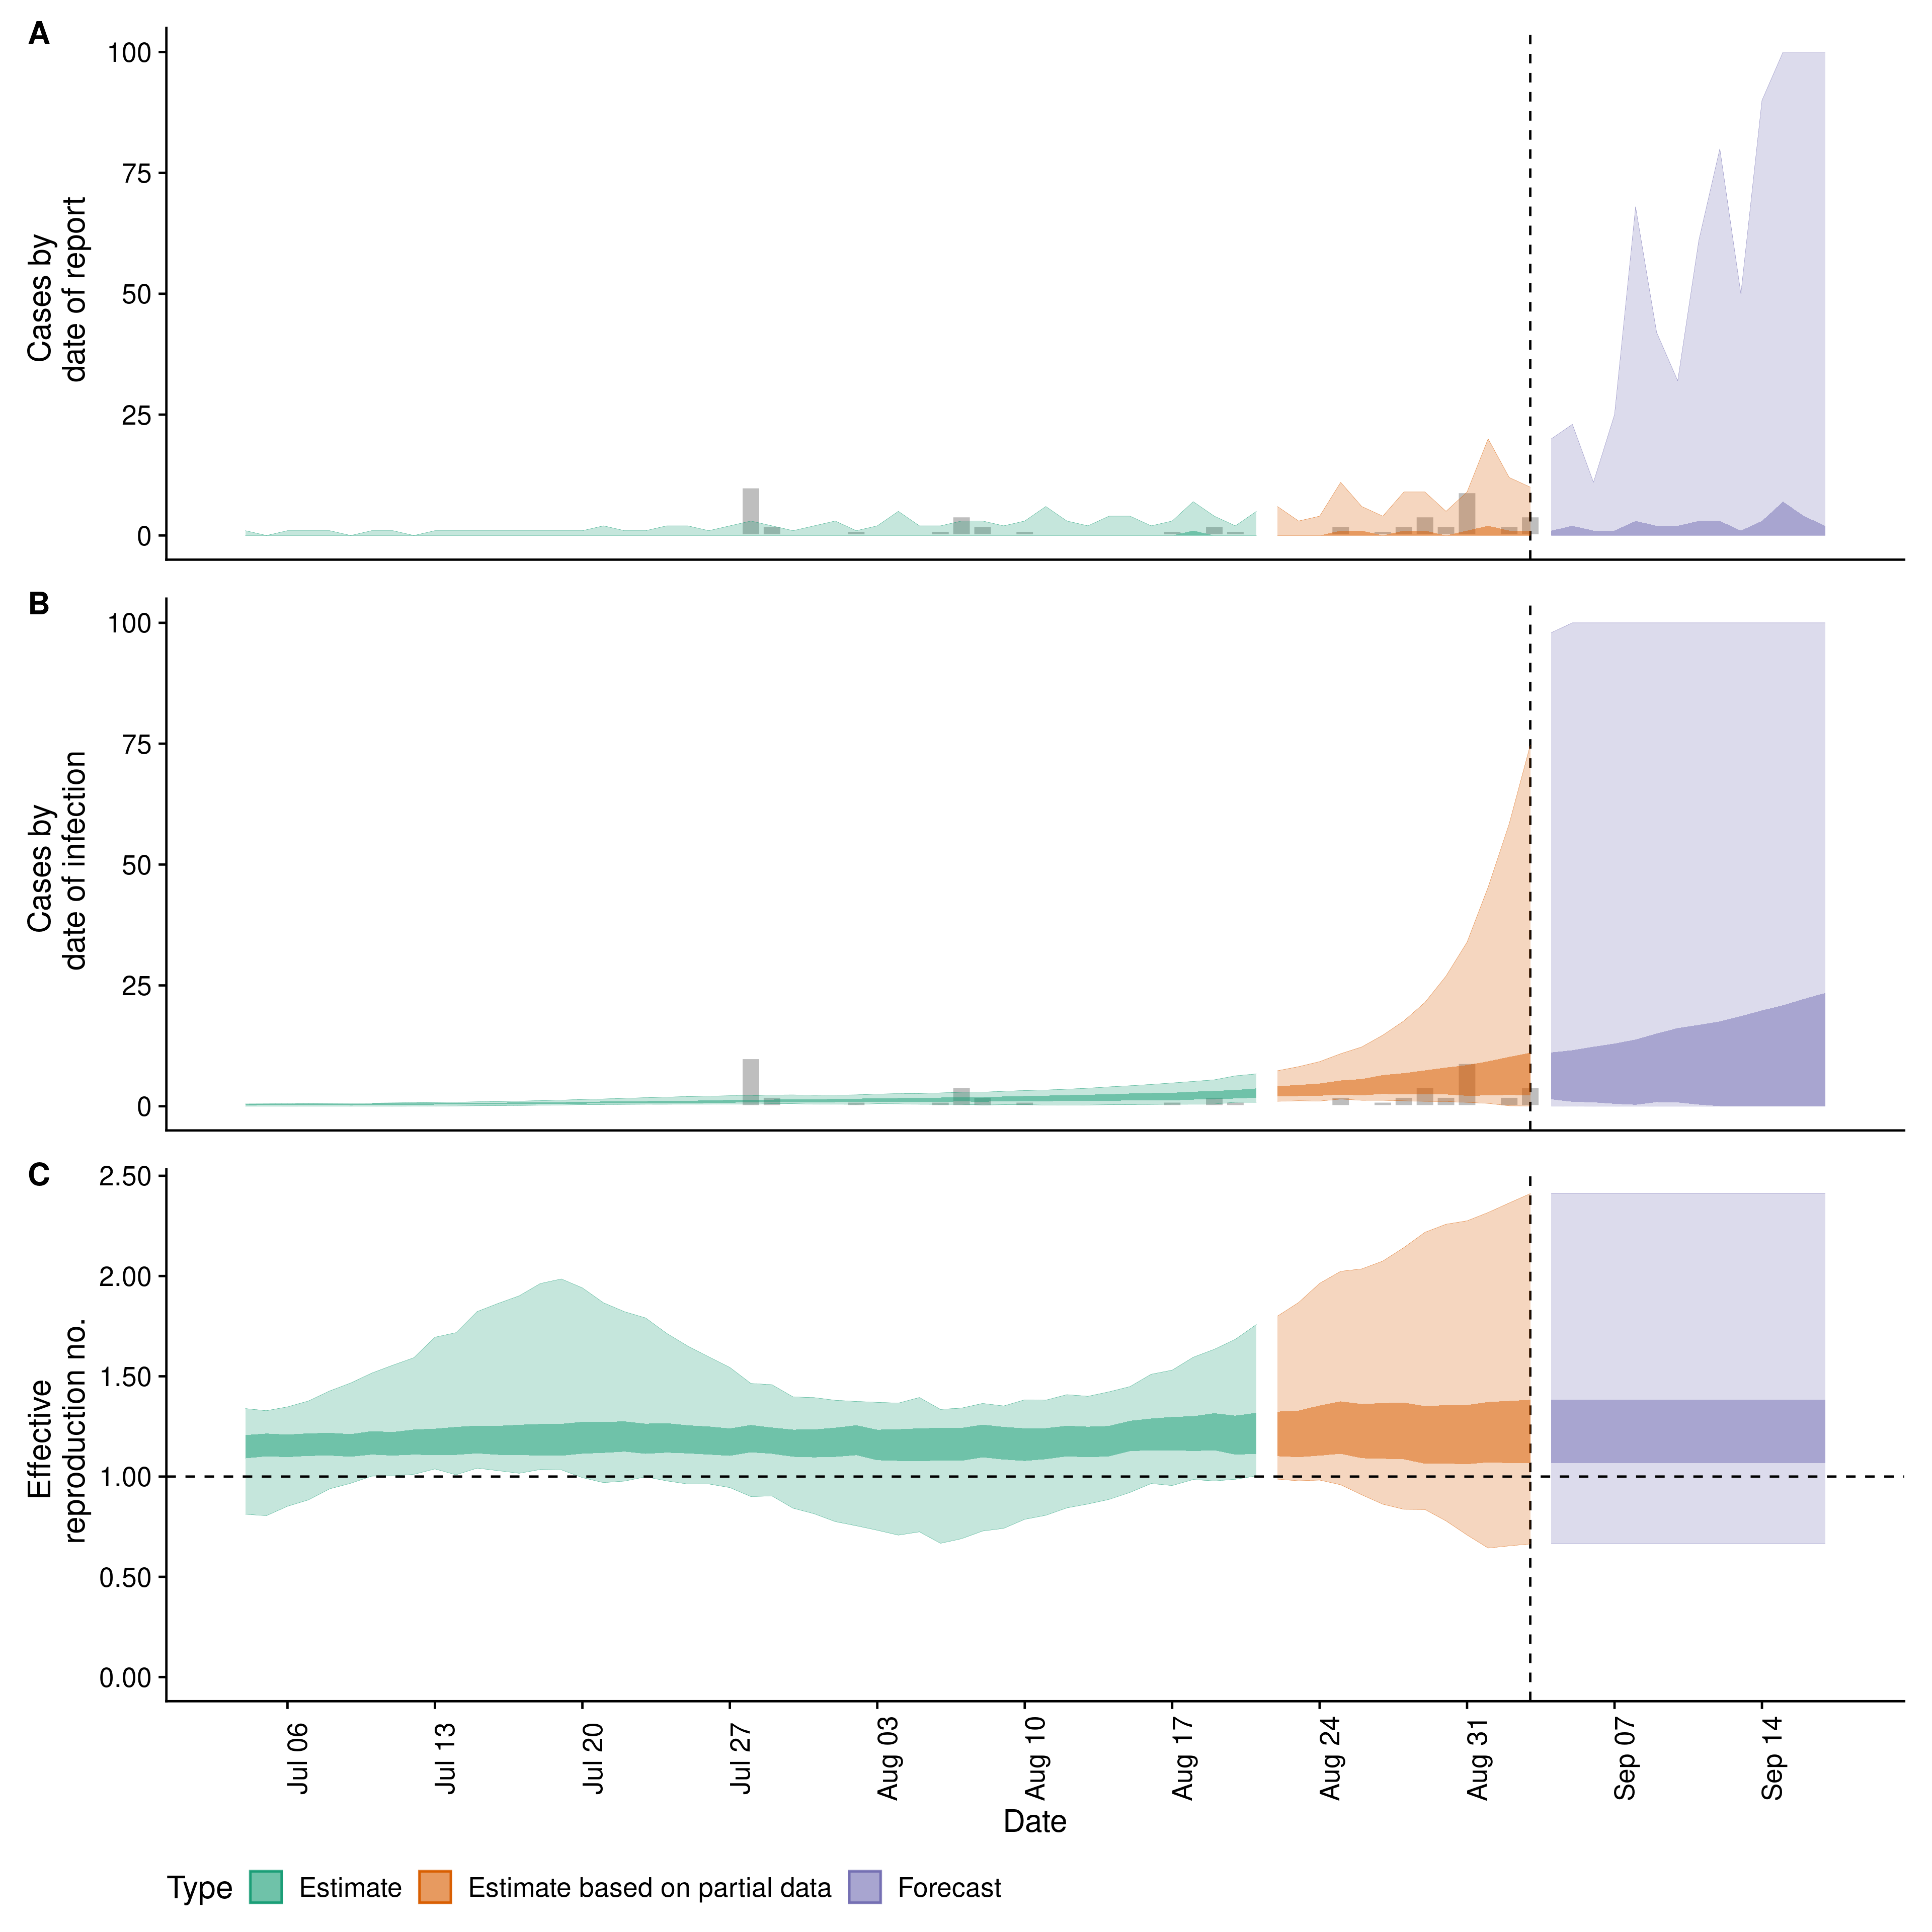 A
100
75
50
25
0
Cases by
date of report
B
100
75
50
25
0
Cases by
date of infection
C
2.50
2.00
1.50
1.00
0.50
0.00
Effective
reproduction no.
Jul 06
Jul 13
Jul 20
Jul 27
Aug 03
Aug 10
Aug 17
Aug 24
Aug 31
Sep 07
Sep 14
Date
Type Estimate Estimate based on partial data Forecast